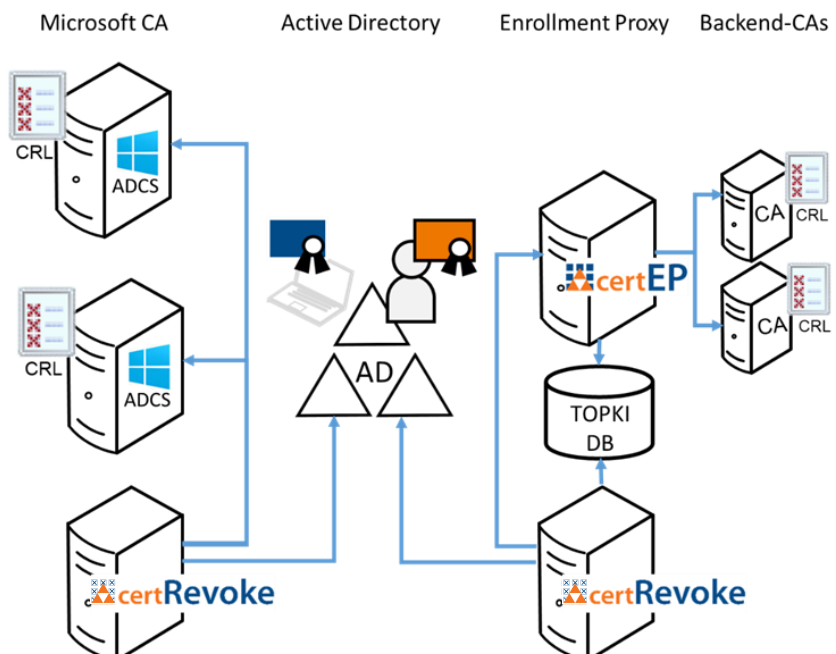 Microsoft CA
Active Directory
Enrollment Proxy
Backend-CAs
CRL
ADCS
CA
CRL
certEP
CA
CRL
CRL
ADCS
AD
TOPKI
DB
certRevoke
certRevoke